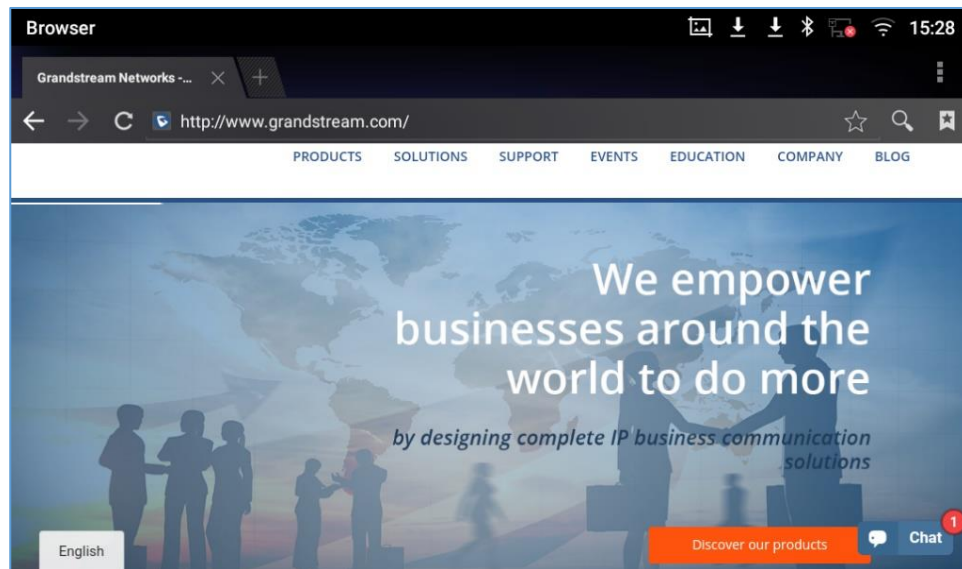 Browser 15:28
Grandstream Networks -...
http://www.grandstream.com/
PRODUCTS SOLUTIONS SUPPORT EVENTS EDUCATION COMPANY BLOG
We empower
businesses around the
world to do more
by designing complete IP business communication
solutions
English
Discover our products
Chat 1